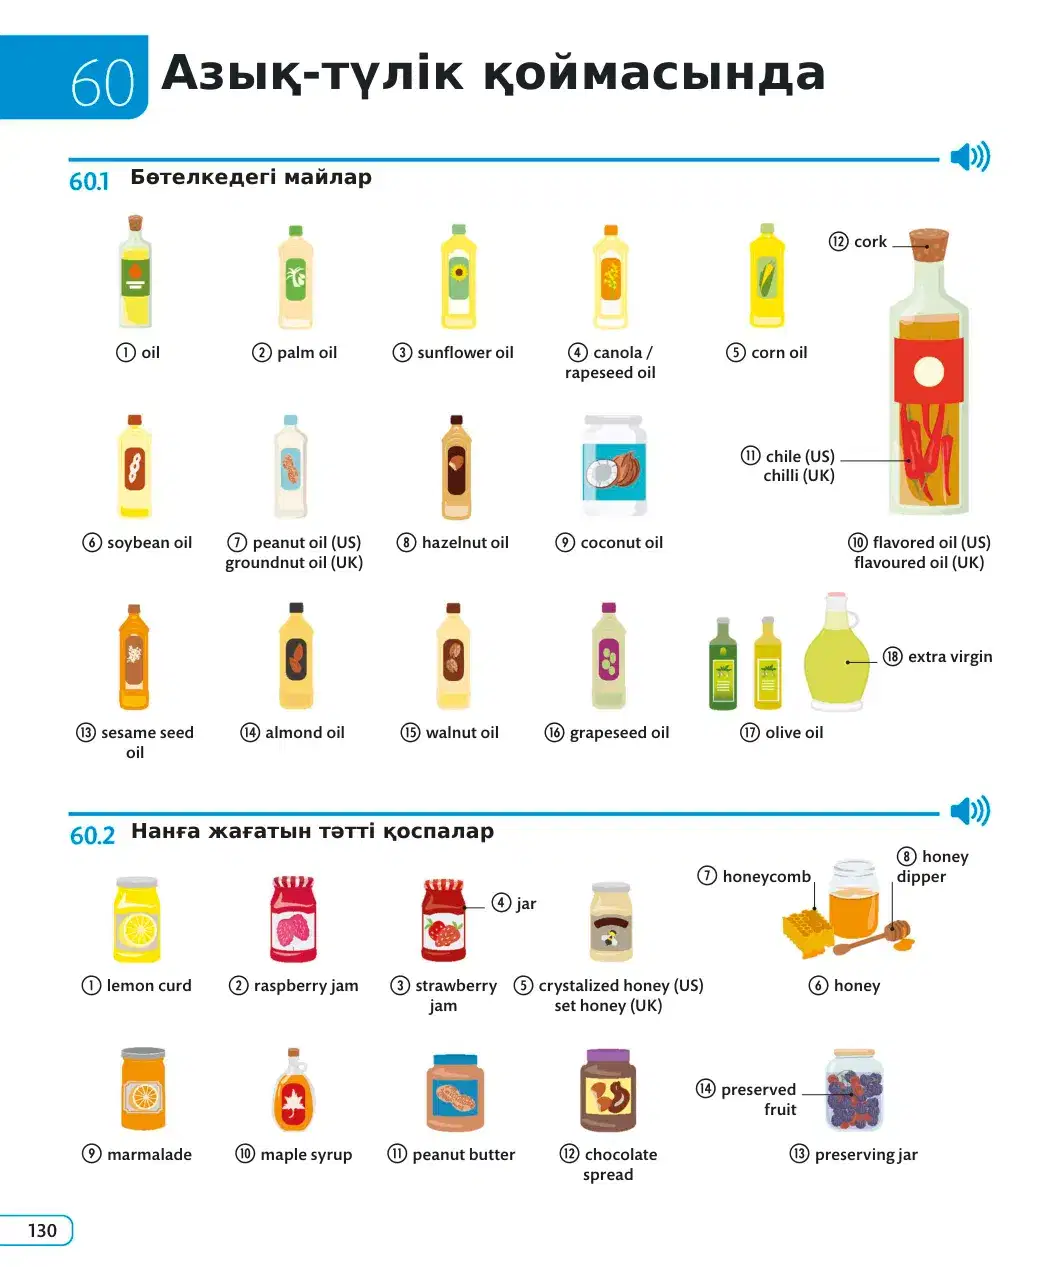 60 Азық-түлік қоймасында
60.1 Бөтелкедегі майлар
① oil
② palm oil
③ sunflower oil
④ canola /
rapeseed oil
⑤ corn oil
⑫ cork
⑪ chile (US)
chilli (UK)
⑥ soybean oil
⑦ peanut oil (US)
groundnut oil (UK)
⑧ hazelnut oil
⑨ coconut oil
⑩ flavored oil (US)
flavoured oil (UK)
⑬ sesame seed
oil
⑭ almond oil
⑮ walnut oil
⑯ grapeseed oil
⑰ olive oil
⑱ extra virgin
60.2 Нанға жағатын тәтті қоспалар
① lemon curd
② raspberry jam
③ strawberry
jam
④ jar
⑤ crystalized honey (US)
set honey (UK)
⑦ honeycomb
⑧ honey
dipper
⑥ honey
⑨ marmalade
⑩ maple syrup
⑪ peanut butter
⑫ chocolate
spread
⑭ preserved
fruit
⑬ preserving jar
130